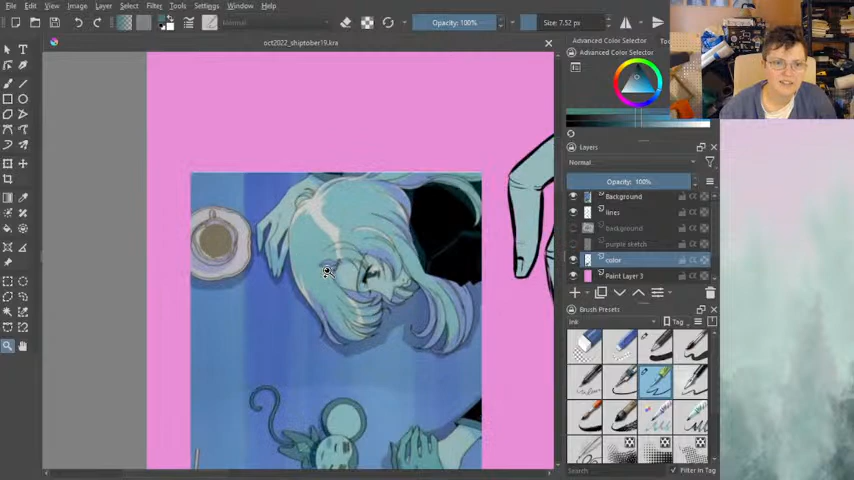 File Edit View Image Layer Select Filter Tools Settings Window Help
Normal
Opacity: 100%
Size: 7.52 px
oct2022_shiptober19.kra
Advanced Color Selector
Advanced Color Selector
Layers
Normal
Opacity: 100%
Background
lines
background
purple sketch
color
Paint Layer 3
Brush Presets
Ink
Tag
Search
Filter in Tag